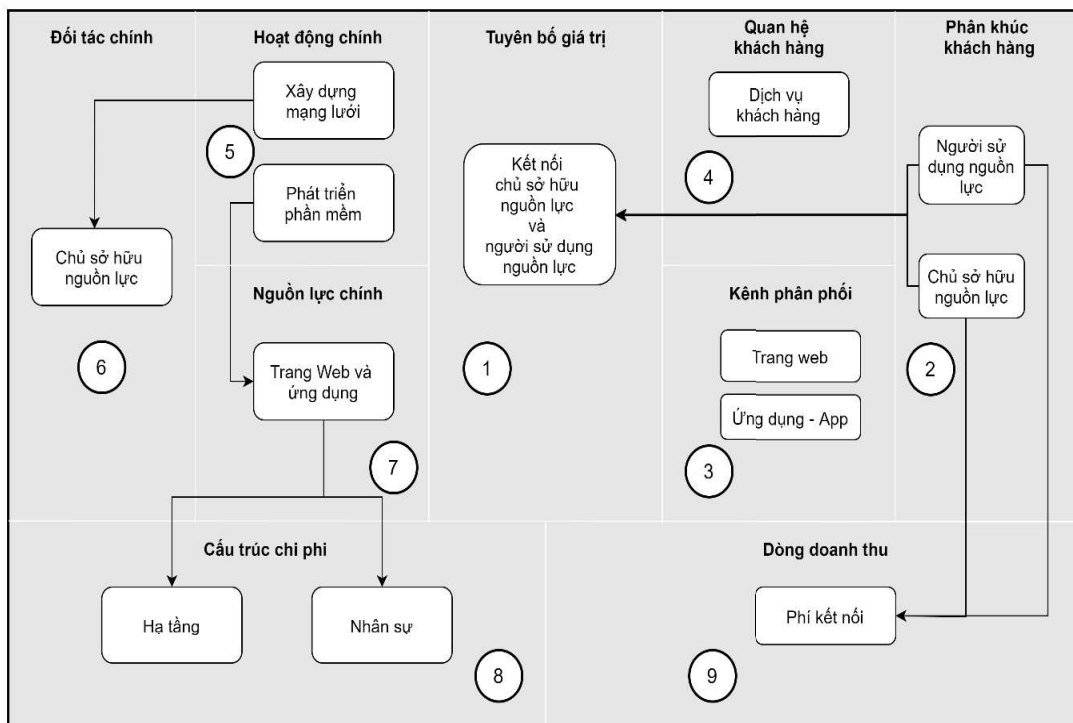 Đối tác chính
Hoạt động chính
Tuyên bố giá trị
Quan hệ
khách hàng
Phân khúc
khách hàng
Xây dựng
mạng lưới
Dịch vụ
khách hàng
5
Người sử
dụng nguồn
lực
Kết nối
chủ sở hữu
nguồn lực
và
người sử dụng
nguồn lực
4
Phát triển
phần mềm
Chủ sở hữu
nguồn lực
Chủ sở hữu
nguồn lực
Nguồn lực chính
Kênh phân phối
6
Trang Web và
ứng dụng
1
Trang web
2
Ứng dụng - App
7
3
Cấu trúc chi phi
Dòng doanh thu
Hạ tầng
Nhân sự
Phí kết nối
8
9